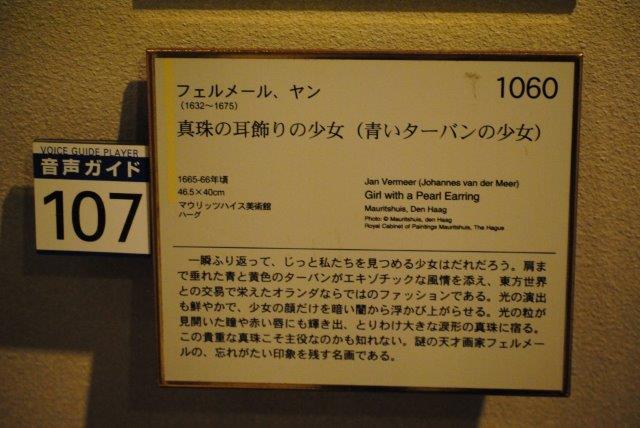 VOICE GUIDE PLAYER
音声ガイド
107
フェルメール、ヤン
(1632〜1675)
1060
真珠の耳飾りの少女（青いターバンの少女）
1665-66年頃
46.5×40cm
マウリッツハイス美術館
ハーグ
Jan Vermeer (Johannes van der Meer)
Girl with a Pearl Earring
Mauritshuis, Den Haag
Photo: © Mauritshuis, den Haag
Royal Cabinet of Paintings Mauritshuis, The Hague
一瞬ふり返って、じっと私たちを見つめる少女はだれだろう。肩ま
で垂れた青と黄色のターバンがエキゾチックな風情を添え、東方世界
との交易で栄えたオランダならではのファッションである。光の演出
も鮮やかで、少女の顔だけを暗い闇から浮かび上がらせる。光の粒が
見開いた瞳や赤い唇にも輝き出、とりわけ大きな涙形の真珠に宿る。
この貴重な真珠こそ主役なのかも知れない。謎の天才画家フェルメー
ルの、忘れがたい印象を残す名画である。